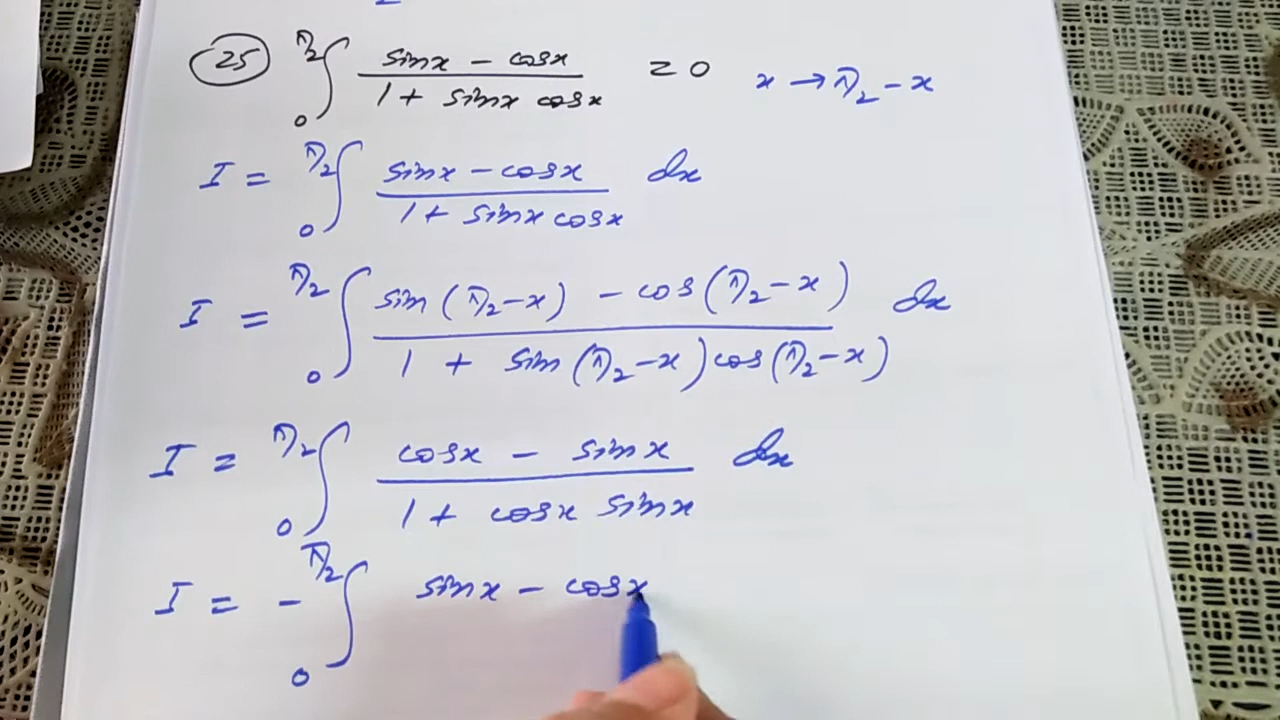 25 π/2 ∫ 0 sinx - cosx / 1 + sinx cosx = 0 x → π/2 - x
I = π/2 ∫ 0 sinx - cosx / 1 + sinx cosx dx
I = π/2 ∫ 0 sin (π/2 - x) - cos (π/2 - x) / 1 + sin (π/2 - x) cos (π/2 - x) dx
I = π/2 ∫ 0 cosx - sinx / 1 + cosx sinx dx
I = - π/2 ∫ 0 sinx - cosx